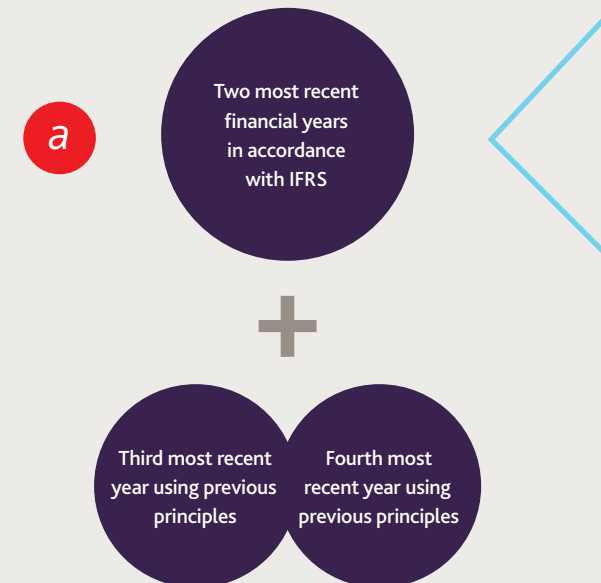 a
Two most recent
financial years
in accordance
with IFRS
+
Third most recent
year using previous
principles
Fourth most
recent year using
previous principles